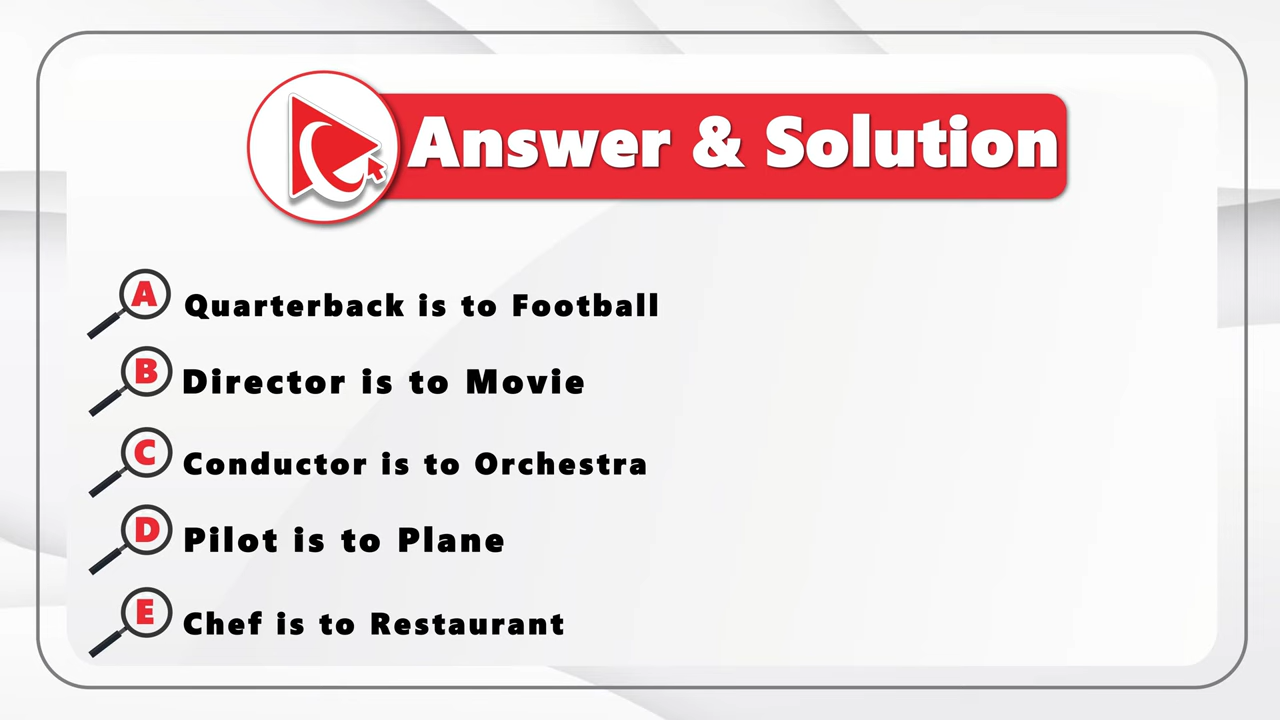 Answer & Solution
A Quarterback is to Football
B Director is to Movie
C Conductor is to Orchestra
D Pilot is to Plane
E Chef is to Restaurant